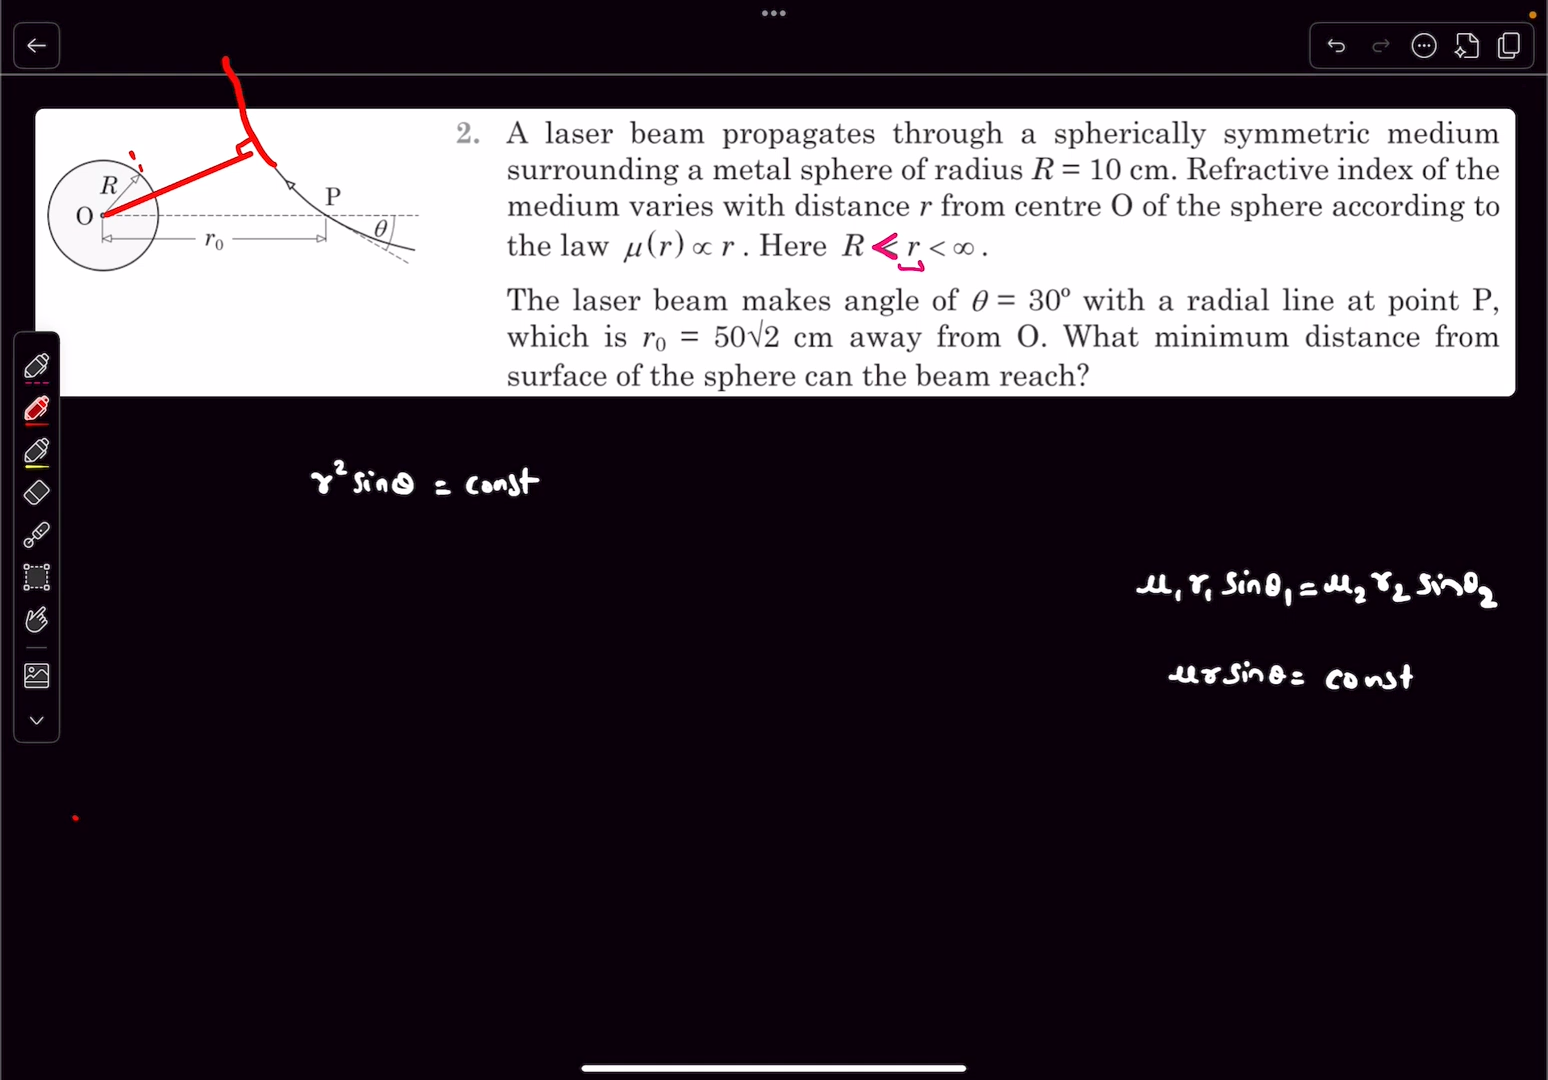 2. A laser beam propagates through a spherically symmetric medium
surrounding a metal sphere of radius R = 10 cm. Refractive index of the
medium varies with distance r from centre O of the sphere according to
the law μ(r) ∝ r. Here R < r < ∞.
The laser beam makes angle of θ = 30º with a radial line at point P,
which is r₀ = 50√2 cm away from O. What minimum distance from
surface of the sphere can the beam reach?
R
P
O
θ
r₀
r² sinθ = const
μ₁ r₁ sinθ₁ = μ₂ r₂ sinθ₂
μ r sinθ = const